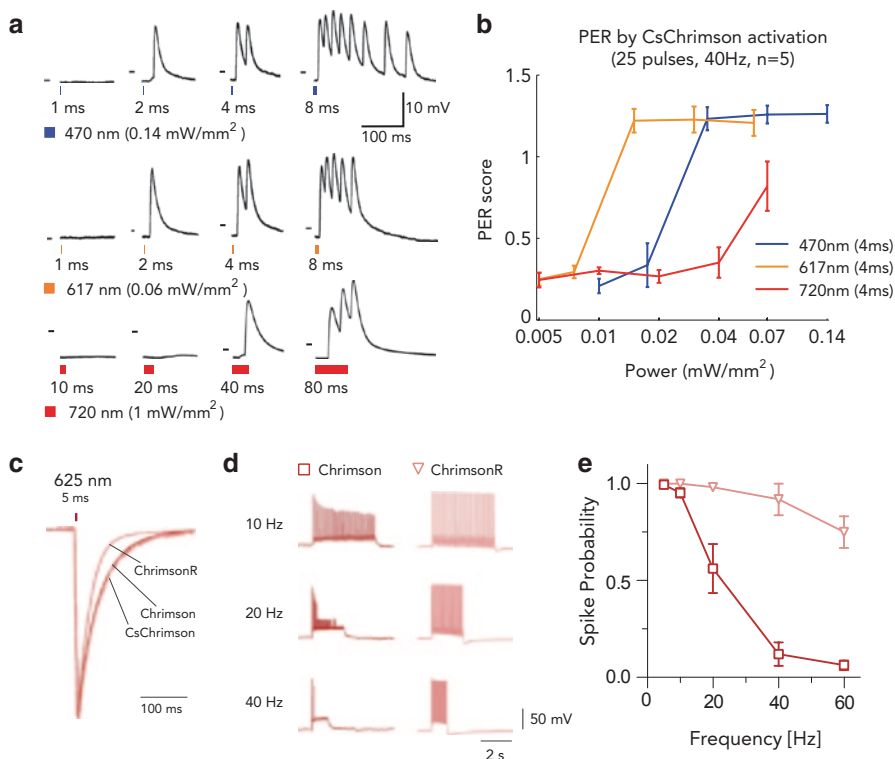 a
1 ms 2 ms 4 ms 8 ms
10 mV
100 ms
470 nm (0.14 mW/mm²)
1 ms 2 ms 4 ms 8 ms
617 nm (0.06 mW/mm²)
10 ms 20 ms 40 ms 80 ms
720 nm (1 mW/mm²)
b
PER by CsChrimson activation
(25 pulses, 40Hz, n=5)
PER score
1.5
1
0.5
0
470nm (4ms)
617nm (4ms)
720nm (4ms)
0.005 0.01 0.02 0.04 0.07 0.14
Power (mW/mm²)
c
625 nm
5 ms
ChrimsonR
Chrimson
CsChrimson
100 ms
d
Chrimson ChrimsonR
10 Hz
20 Hz
40 Hz
50 mV
2 s
e
Spike Probability
1.0
0.5
0.0
0 20 40 60
Frequency [Hz]